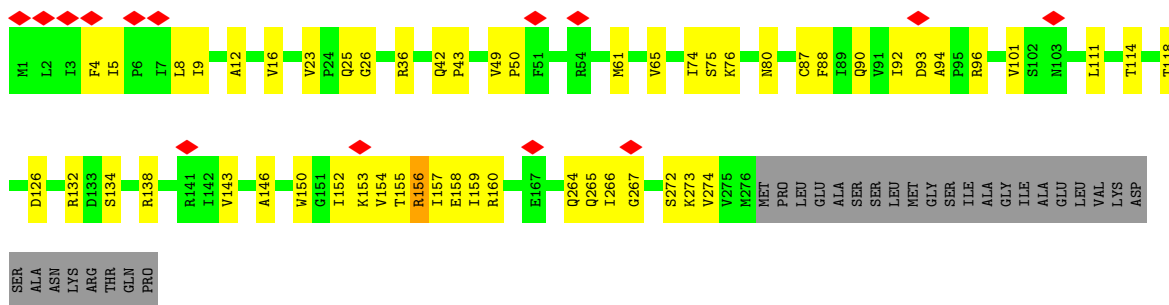 M1 L2 I3 F4 I5 P6 I7 L8 I9 A12 V16 V23 P24 Q25 G26 R36 Q42 P43 V49 P50 F51 R54 M61 V65 I74 S75 K76 N80 C87 F88 I89 Q90 V91 I92 D93 A94 P95 R96 V101 S102 N103 L111 T114 T118
D126 R132 D133 S134 R138 R141 I142 V143 A146 W150 G151 I152 K153 V154 T155 R156 I157 E158 I159 R160 E167 Q264 Q265 I266 G267 S272 K273 V274 V275 M276 MET PRO LEU GLU ALA SER SER LEU MET GLY SER ILE ALA GLY ILE ALA GLU LEU VAL LYS ASP
SER ALA ASN LYS ARG THR GLN PRO